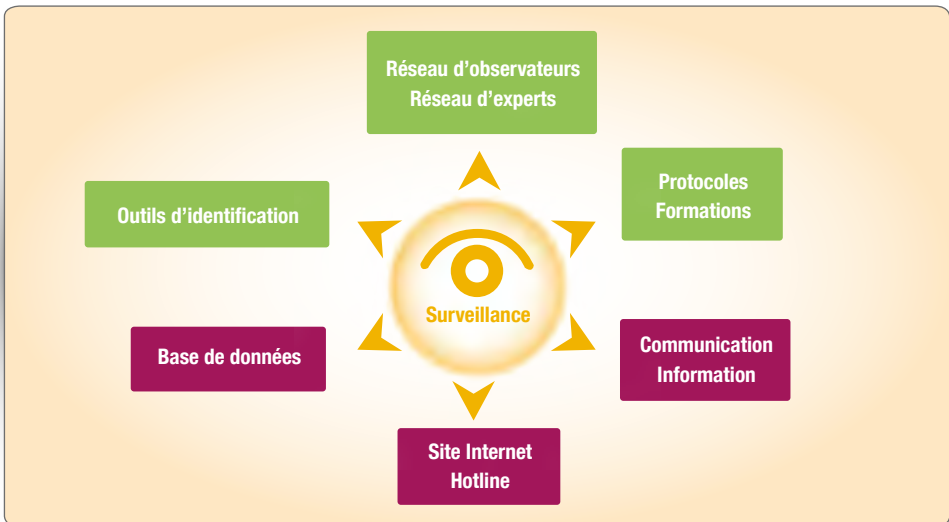 Réseau d’observateurs
Réseau d’experts
Protocoles
Formations
Outils d’identification
Surveillance
Base de données
Communication
Information
Site Internet
Hotline